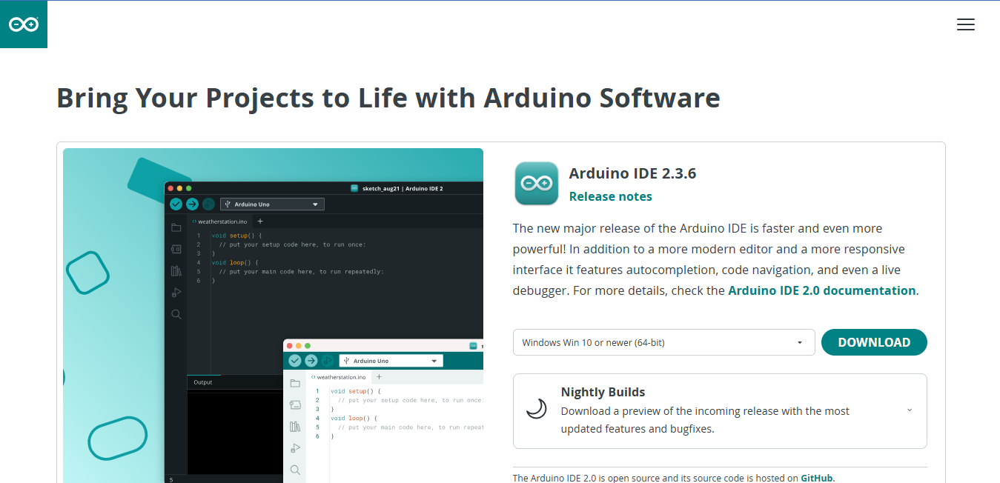 Bring Your Projects to Life with Arduino Software
sketch_aug21 | Arduino IDE 2
Arduino Uno
weatherstation.ino
1 void setup() {
2 // put your setup code here, to run once:
3 }
4 void loop() {
5 // put your main code here, to run repeatedly:
6 }
Output
5
Arduino Uno
weatherstation.ino
1 void setup() {
2 // put your setup code here, to run once:
3 }
4 void loop() {
5 // put your main code here, to run repeat
6 }
Arduino IDE 2.3.6
Release notes
The new major release of the Arduino IDE is faster and even more
powerful! In addition to a more modern editor and a more responsive
interface it features autocompletion, code navigation, and even a live
debugger. For more details, check the Arduino IDE 2.0 documentation.
Windows Win 10 or newer (64-bit)
DOWNLOAD
Nightly Builds
Download a preview of the incoming release with the most
updated features and bugfixes.
The Arduino IDE 2.0 is open source and its source code is hosted on GitHub.